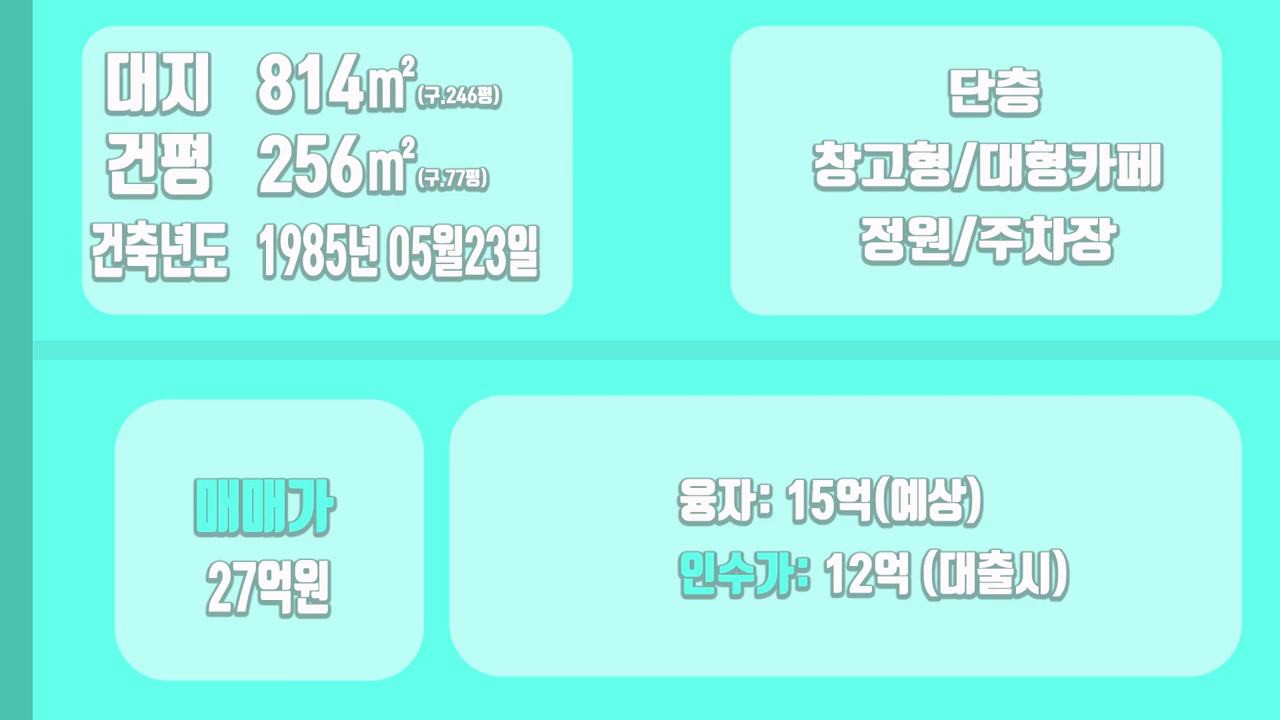 대지 814㎡(구.246평)
건평 256㎡(구.77평)
건축년도 1985년 05월23일
단층
창고형/대형카페
정원/주차장
매매가
27억원
융자: 15억(예상)
인수가: 12억 (대출시)